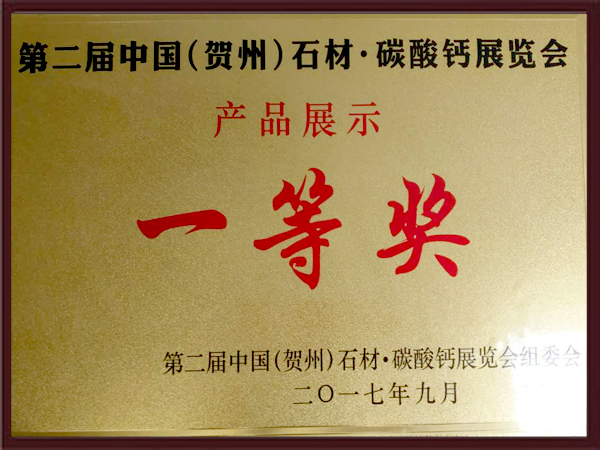 第二届中国(贺州)石材·碳酸钙展览会
产品展示
一等奖
第二届中国(贺州)石材·碳酸钙展览会组委会
二〇一七年九月